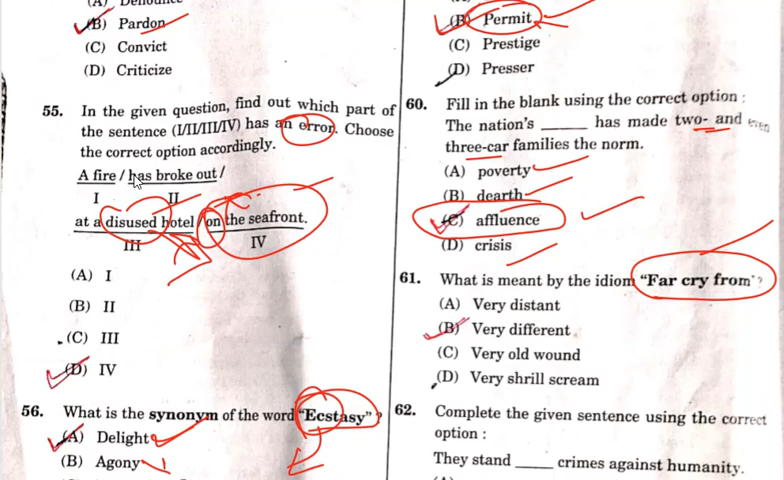 (A) Denounce
(B) Pardon
(C) Convict
(D) Criticize
55. In the given question, find out which part of
the sentence (I/II/III/IV) has an error. Choose
the correct option accordingly.
A fire / has broke out /
I II
at a disused hotel / on the seafront.
III IV
(A) I
(B) II
(C) III
(D) IV
56. What is the synonym of the word "Ecstasy" ?
(A) Delight
(B) Agony
(B) Permit
(C) Prestige
(D) Presser
60. Fill in the blank using the correct option :
The nation's _____ has made two- and
three-car families the norm.
(A) poverty
(B) dearth
(C) affluence
(D) crisis
61. What is meant by the idiom "Far cry from" ?
(A) Very distant
(B) Very different
(C) Very old wound
(D) Very shrill scream
62. Complete the given sentence using the correct
option :
They stand ____ crimes against humanity.